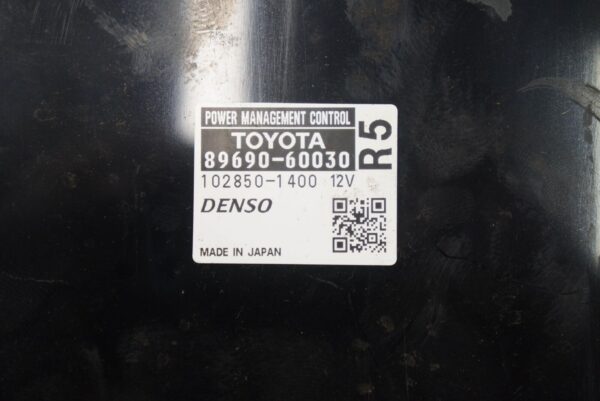 POWER MANAGEMENT CONTROL
TOYOTA
89690-60030
R5
102850-1400 12V
DENSO
MADE IN JAPAN